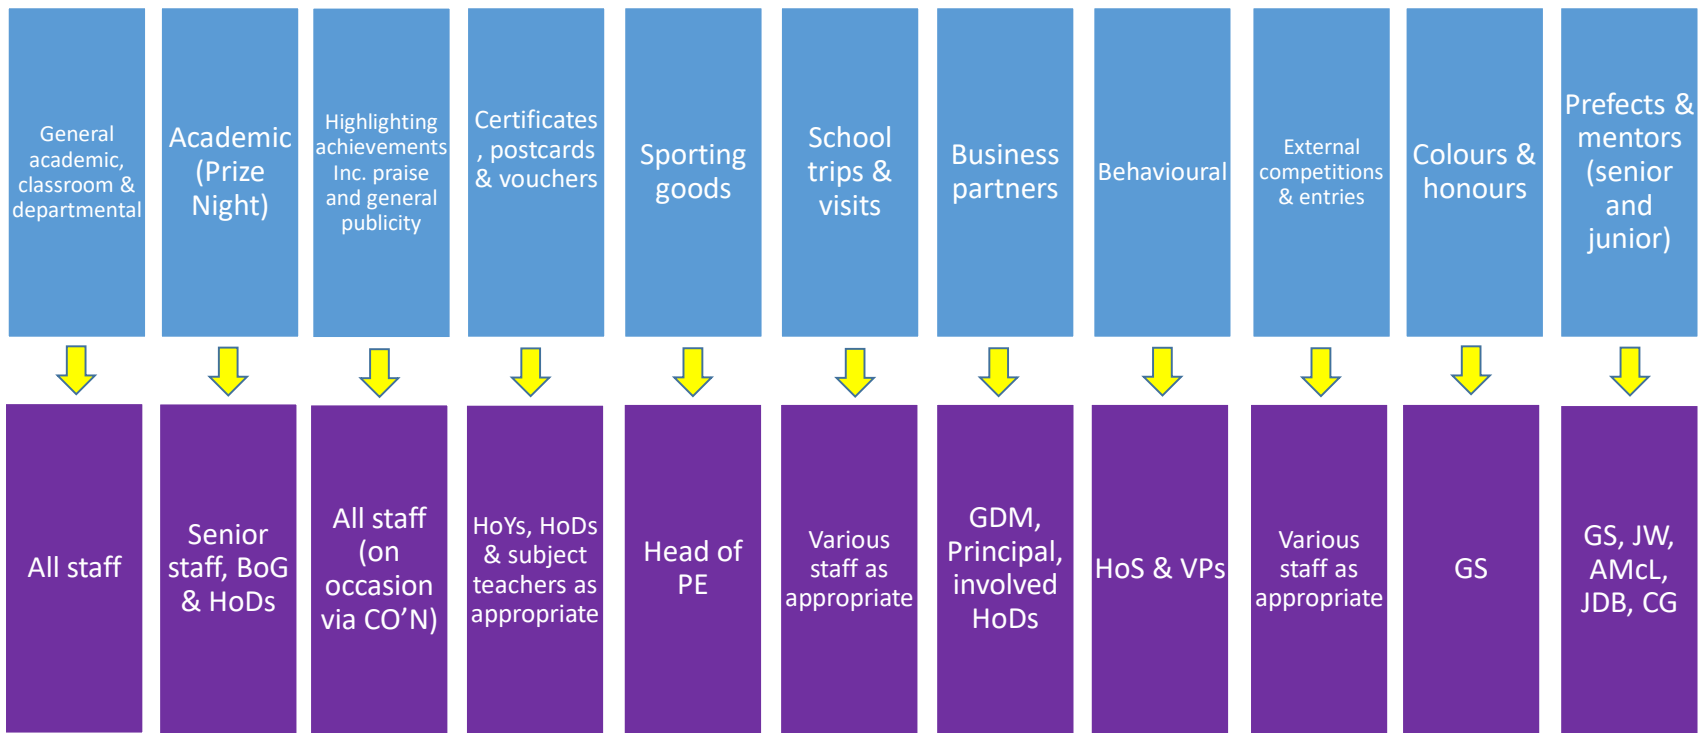 General
academic,
classroom &
departmental
Academic
(Prize
Night)
Highlighting
achievements
Inc. praise
and general
publicity
Certificates
, postcards
& vouchers
Sporting
goods
School
trips &
visits
Business
partners
Behavioural
External
competitions
& entries
Colours &
honours
Prefects &
mentors
(senior
and
junior)
All staff
Senior
staff, BoG
& HoDs
All staff
(on
occasion
via CO’N)
HoYs, HoDs
& subject
teachers as
appropriate
Head of
PE
Various
staff as
appropriate
GDM,
Principal,
involved
HoDs
HoS & VPs
Various
staff as
appropriate
GS
GS, JW,
AMcL,
JDB, CG